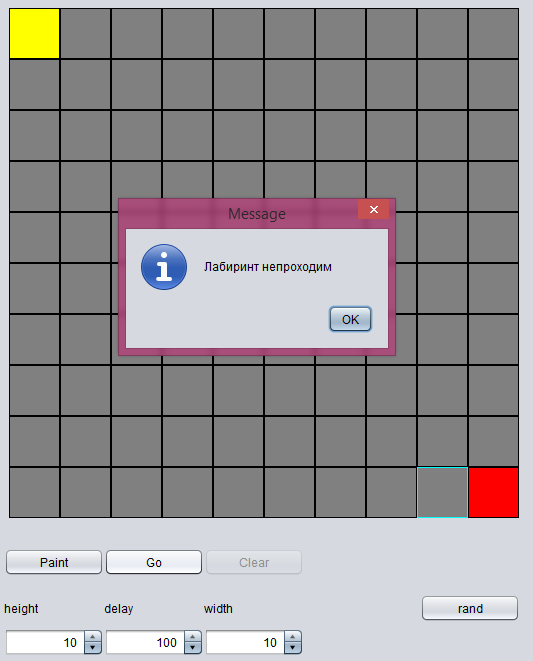 Message
Лабиринт непроходим
OK
Paint Go Clear
height delay width rand
10 100 10